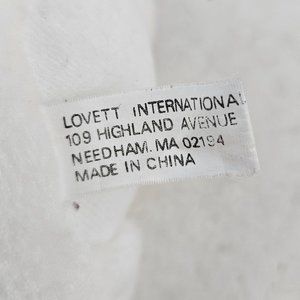 LOVETT INTERNATIONAL
109 HIGHLAND AVENUE
NEEDHAM. MA 02194
MADE IN CHINA